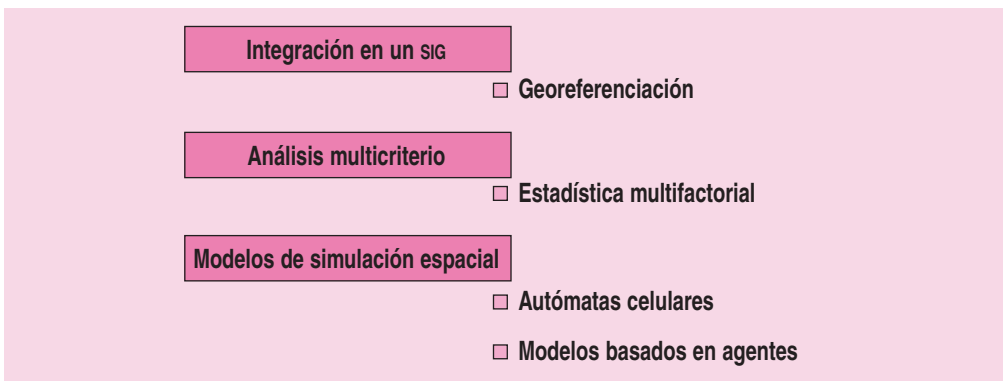 Integración en un SIG
Georeferenciación
Análisis multicriterio
Estadística multifactorial
Modelos de simulación espacial
Autómatas celulares
Modelos basados en agentes